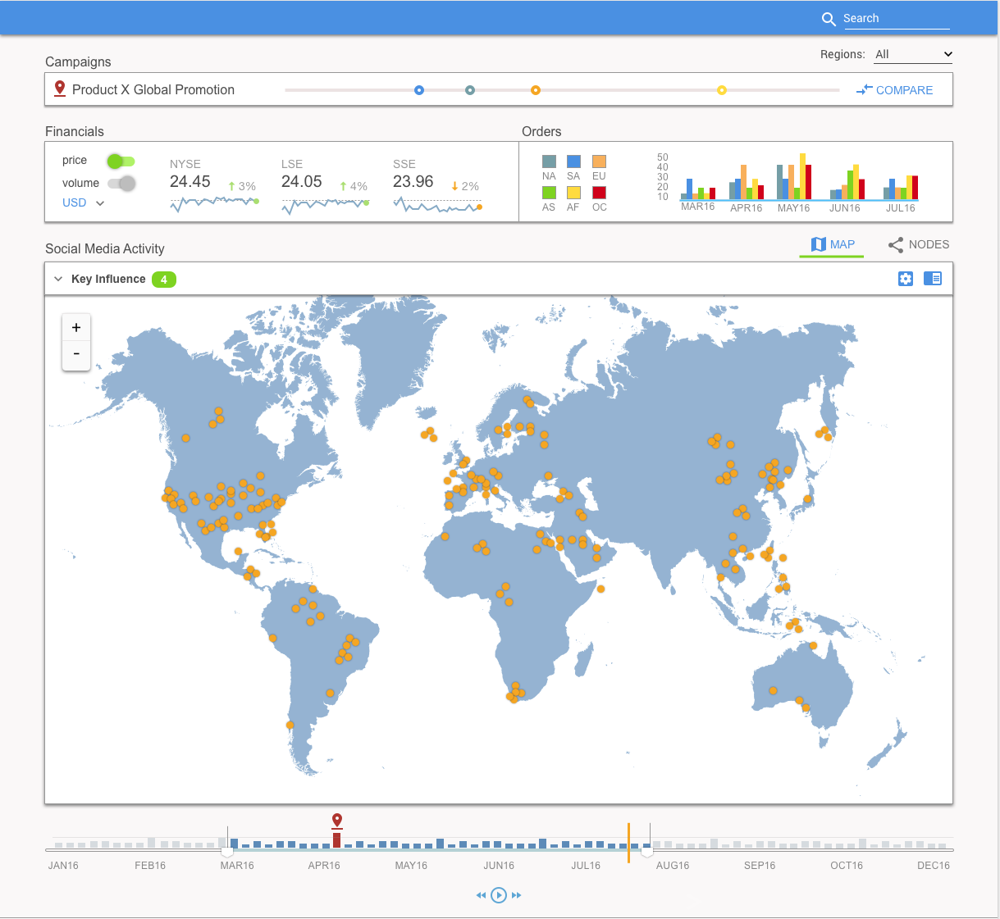 Search
Regions: All
Campaigns
Product X Global Promotion
COMPARE
Financials
price
volume
USD
NYSE
24.45 3%
LSE
24.05 4%
SSE
23.96 2%
Orders
NA SA EU
AS AF OC
50
40
30
20
10
MAR16 APR16 MAY16 JUN16 JUL16
Social Media Activity
MAP NODES
Key Influence 4
+
-
JAN16 FEB16 MAR16 APR16 MAY16 JUN16 JUL16 AUG16 SEP16 OCT16 DEC16